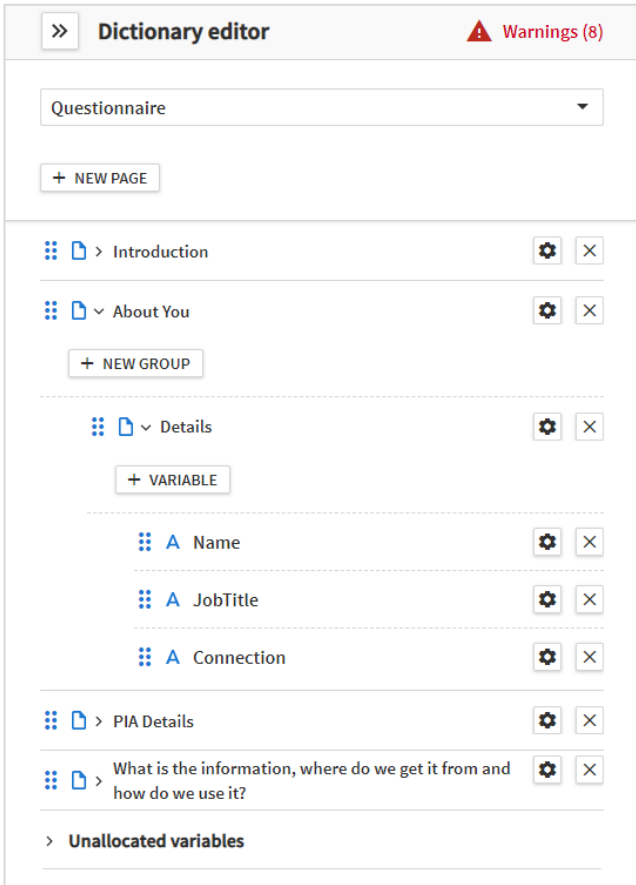 Dictionary editor
Warnings (8)
Questionnaire
+ NEW PAGE
Introduction
About You
+ NEW GROUP
Details
+ VARIABLE
A Name
A JobTitle
A Connection
PIA Details
What is the information, where do we get it from and
how do we use it?
Unallocated variables